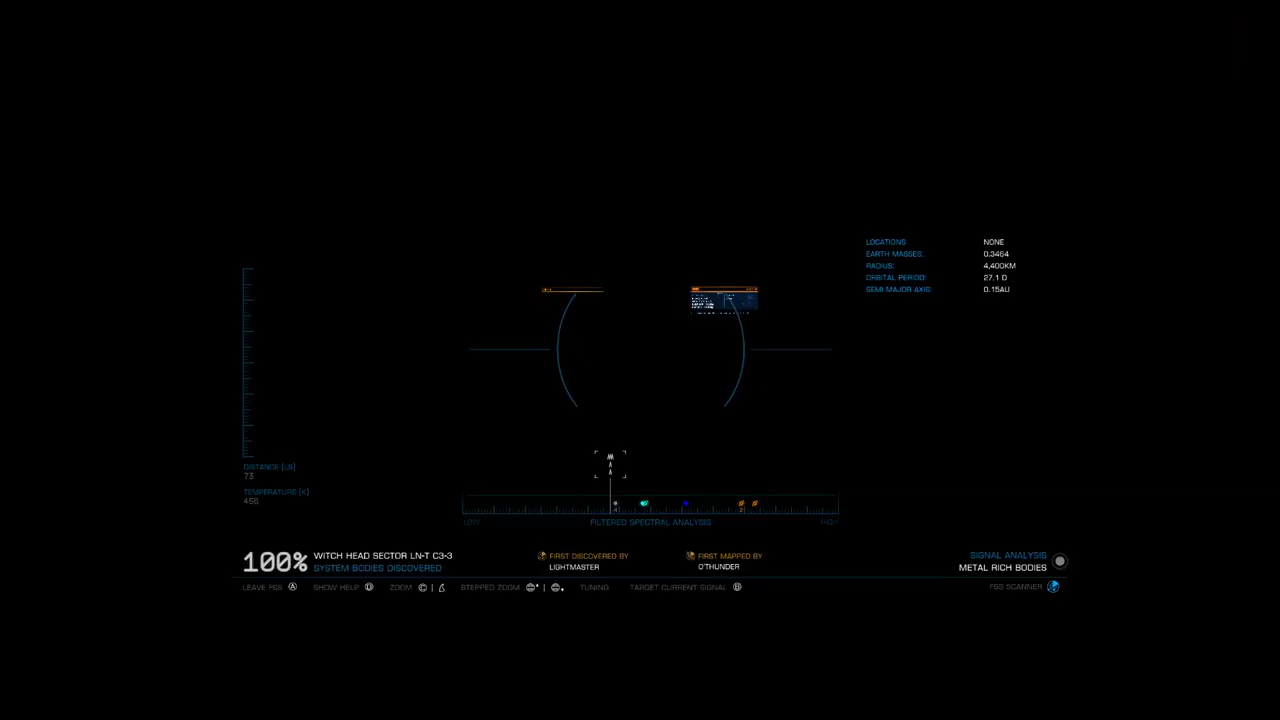 LOCATIONS NONE
EARTH MASSES: 0.3464
RADIUS: 4,400KM
ORBITAL PERIOD: 27.1 D
SEMI MAJOR AXIS: 0.15AU
DISTANCE [LS]
73
TEMPERATURE [K]
456
LOW FILTERED SPECTRAL ANALYSIS HIGH
100% WITCH HEAD SECTOR LN-T C3-3
SYSTEM BODIES DISCOVERED
FIRST DISCOVERED BY
LIGHTMASTER
FIRST MAPPED BY
O'THUNDER
SIGNAL ANALYSIS
METAL RICH BODIES
LEAVE FSS A SHOW HELP D ZOOM C | STEPPED ZOOM | TUNING TARGET CURRENT SIGNAL B FSS SCANNER